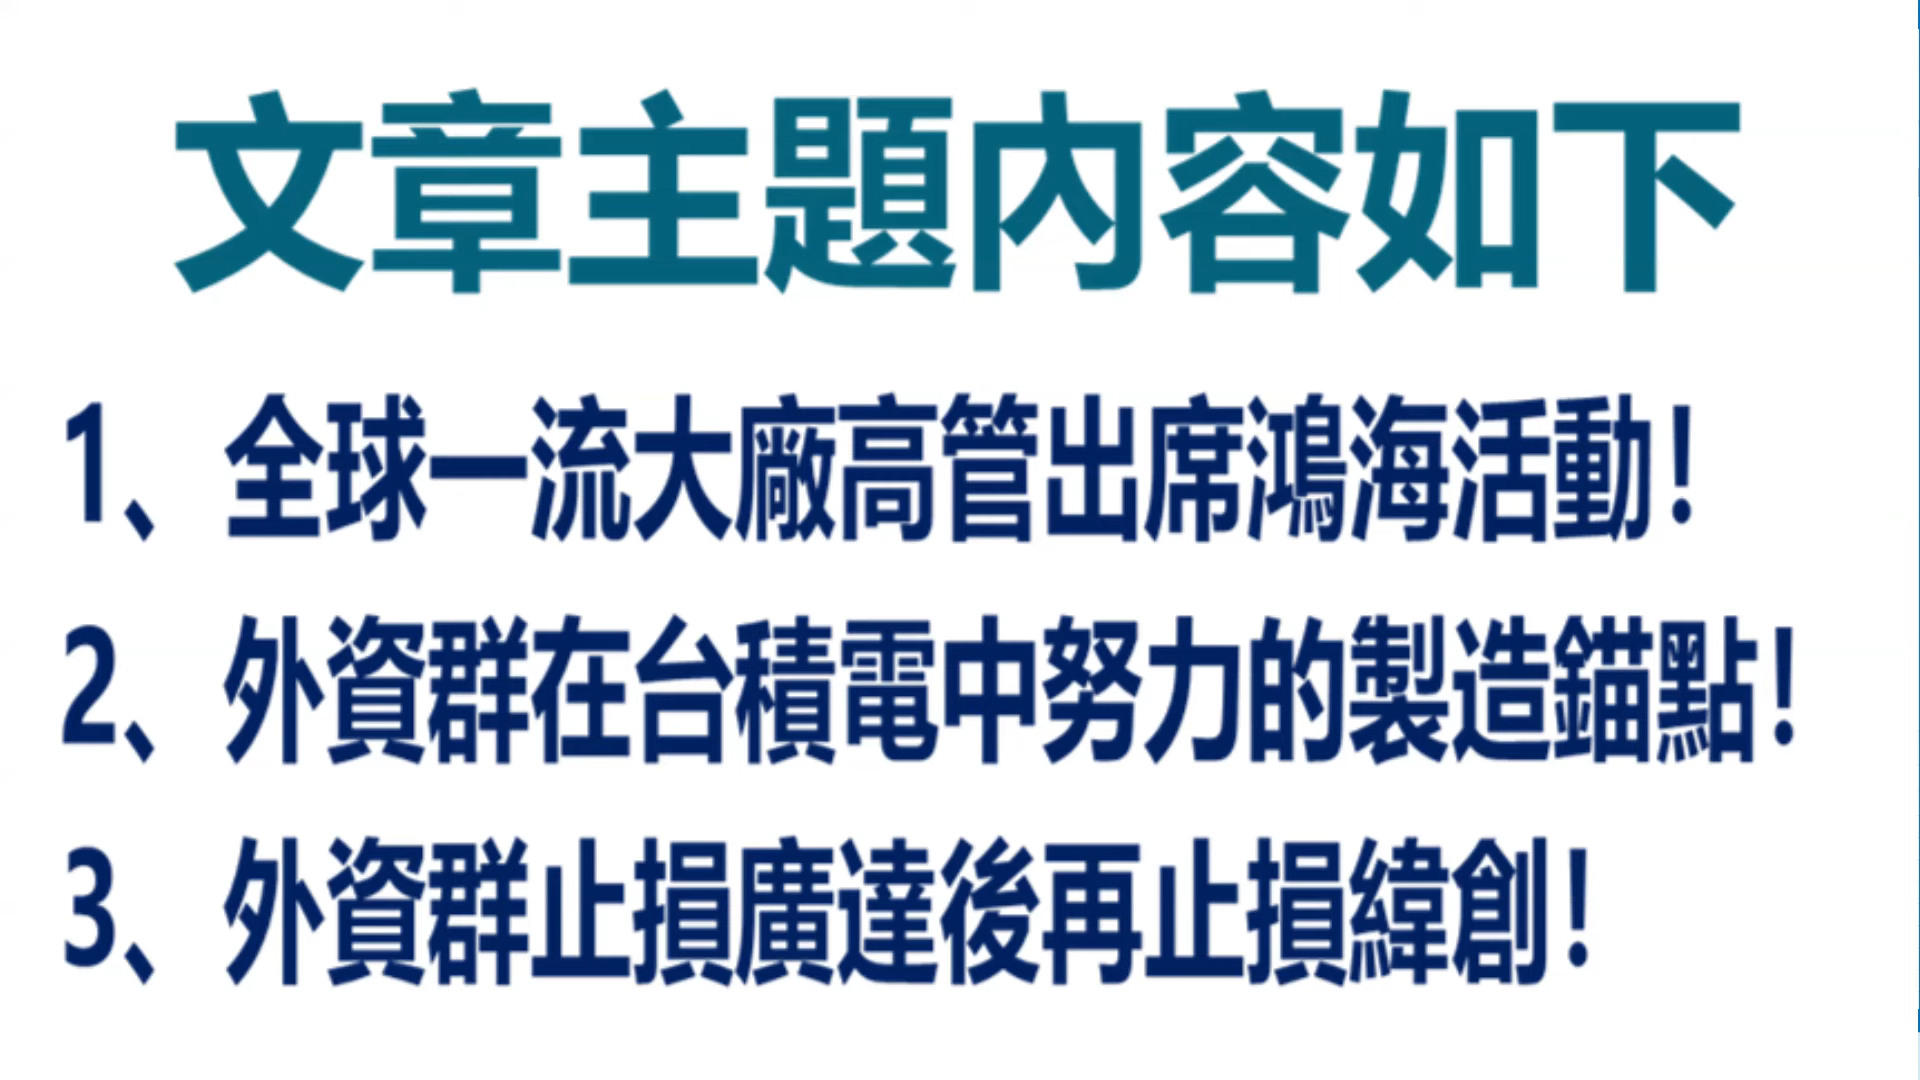 文章主題內容如下
1、全球一流大廠高管出席鴻海活動！
2、外資群在台積電中努力的製造錨點！
3、外資群止損廣達後再止損緯創！